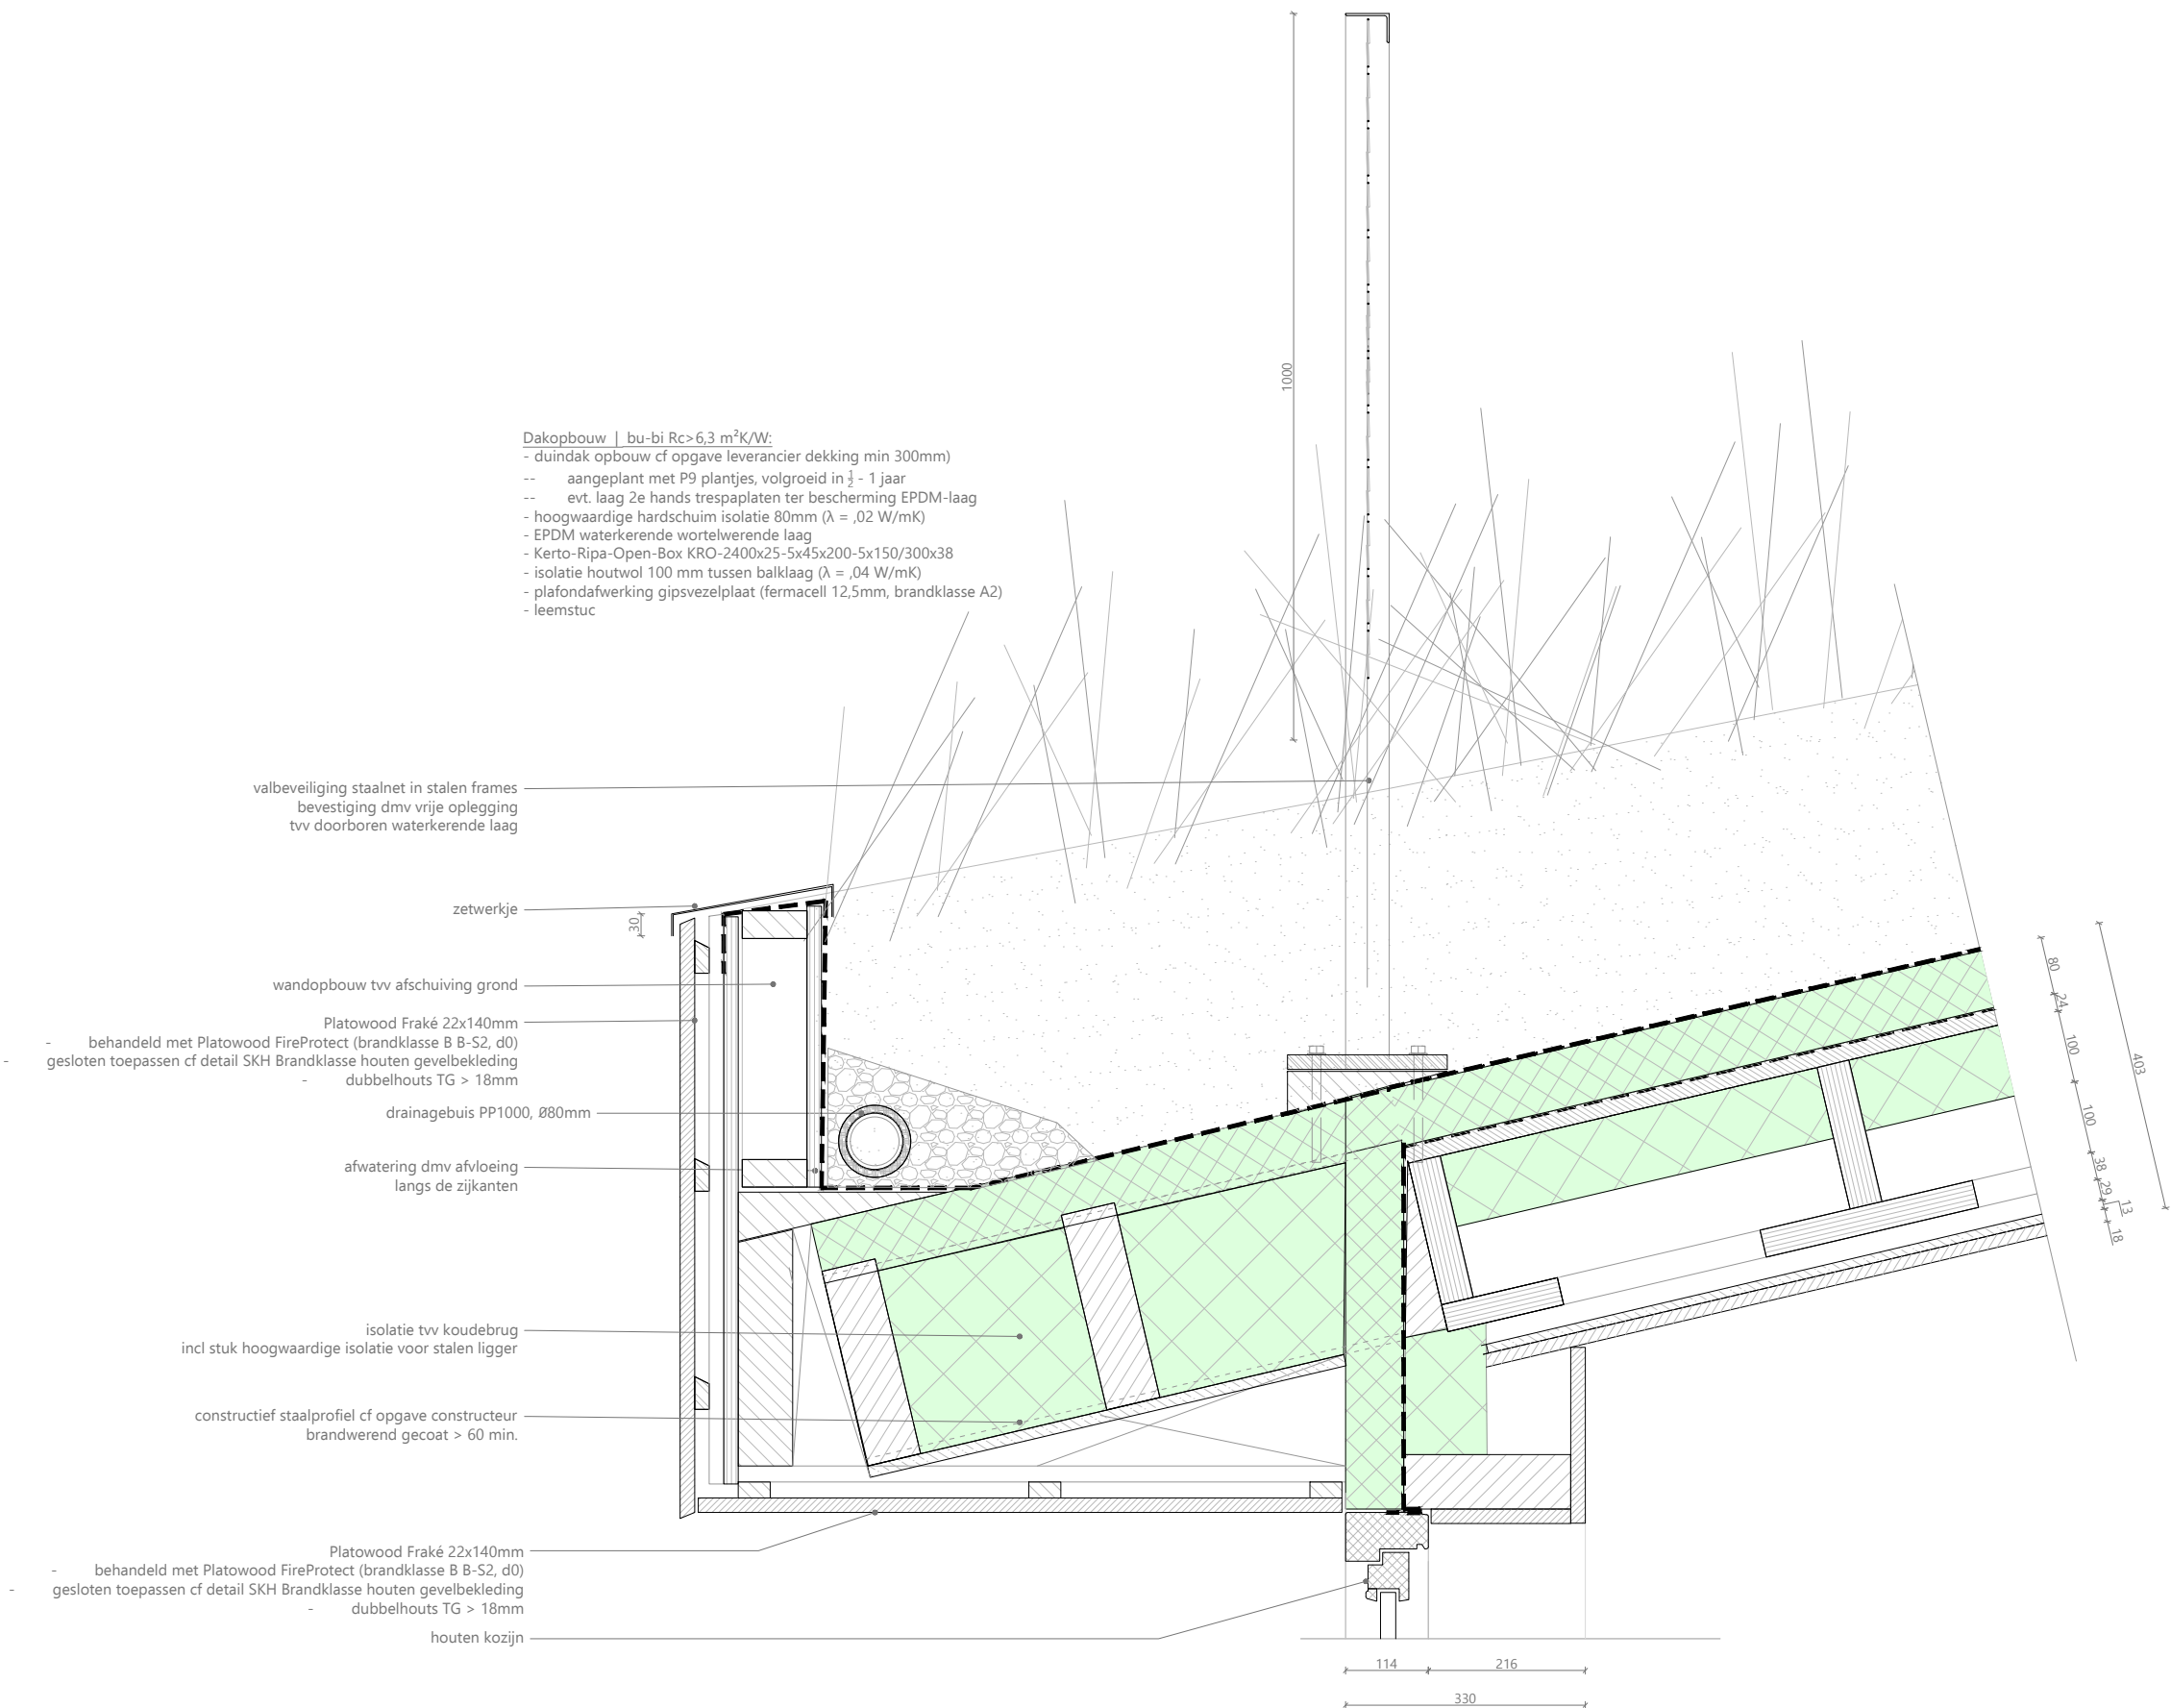 1000
Dakopbouw | bu-bi Rc>6,3 m²K/W:
- duindak opbouw cf opgave leverancier dekking min 300mm)
-- aangeplant met P9 plantjes, volgroeid in ½ - 1 jaar
-- evt. laag 2e hands trespaplaten ter bescherming EPDM-laag
- hoogwaardige hardschuim isolatie 80mm (λ = ,02 W/mK)
- EPDM waterkerende wortelwerende laag
- Kerto-Ripa-Open-Box KRO-2400x25-5x45x200-5x150/300x38
- isolatie houtwol 100 mm tussen balklaag (λ = ,04 W/mK)
- plafondafwerking gipsvezelplaat (fermacell 12,5mm, brandklasse A2)
- leemstuc
valbeveiliging staalnet in stalen frames
bevestiging dmv vrije oplegging
tvv doorboren waterkerende laag
zetwerkje
30
wandopbouw tvv afschuiving grond
Platowood Fraké 22x140mm
- behandeld met Platowood FireProtect (brandklasse B B-S2, d0)
- gesloten toepassen cf detail SKH Brandklasse houten gevelbekleding
- dubbelhouts TG > 18mm
drainagebuis PP1000, Ø80mm
afwatering dmv afvloeing
langs de zijkanten
isolatie tvv koudebrug
incl stuk hoogwaardige isolatie voor stalen ligger
constructief staalprofiel cf opgave constructeur
brandwerend gecoat > 60 min.
Platowood Fraké 22x140mm
- behandeld met Platowood FireProtect (brandklasse B B-S2, d0)
- gesloten toepassen cf detail SKH Brandklasse houten gevelbekleding
- dubbelhouts TG > 18mm
houten kozijn
80
24
100
100
38
29
13
18
403
114
216
330